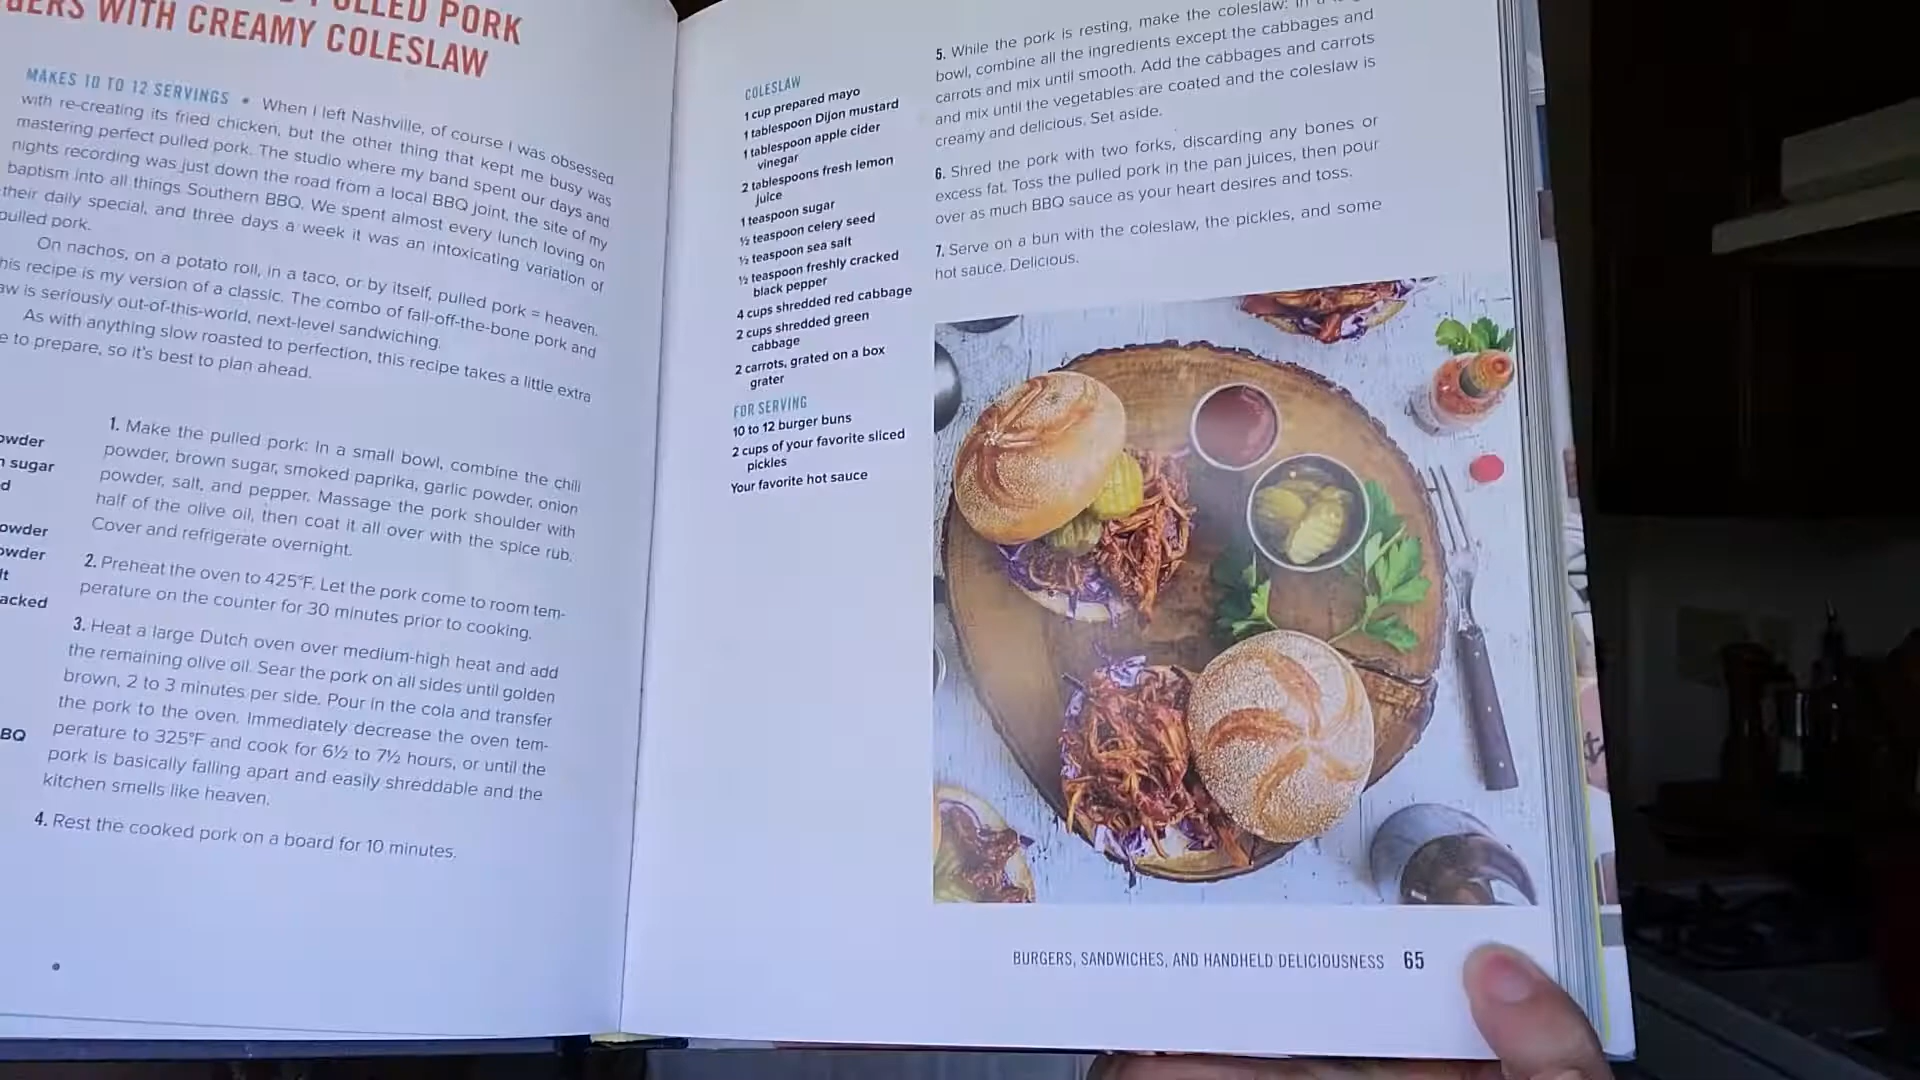 PULLED PORK
WITH CREAMY COLESLAW
MAKES 10 TO 12 SERVINGS • When I left Nashville, of course I was obsessed
with re-creating its fried chicken, but the other thing that kept me busy was
mastering perfect pulled pork. The studio where my band spent our days and
nights recording was just down the road from a local BBQ joint, the site of my
baptism into all things Southern BBQ. We spent almost every lunch loving on
their daily special, and three days a week it was an intoxicating variation of
pulled pork.
On nachos, on a potato roll, in a taco, or by itself, pulled pork = heaven.
his recipe is my version of a classic. The combo of fall-off-the-bone pork and
aw is seriously out-of-this-world, next-level sandwiching.
As with anything slow roasted to perfection, this recipe takes a little extra
e to prepare, so it's best to plan ahead.
owder
n sugar
d
owder
owder
lt
acked
BQ
1. Make the pulled pork: In a small bowl, combine the chili
powder, brown sugar, smoked paprika, garlic powder, onion
powder, salt, and pepper. Massage the pork shoulder with
half of the olive oil, then coat it all over with the spice rub.
Cover and refrigerate overnight.
2. Preheat the oven to 425°F. Let the pork come to room tem-
perature on the counter for 30 minutes prior to cooking.
3. Heat a large Dutch oven over medium-high heat and add
the remaining olive oil. Sear the pork on all sides until golden
brown, 2 to 3 minutes per side. Pour in the cola and transfer
the pork to the oven. Immediately decrease the oven tem-
perature to 325°F and cook for 6½ to 7½ hours, or until the
pork is basically falling apart and easily shreddable and the
kitchen smells like heaven.
4. Rest the cooked pork on a board for 10 minutes.
COLESLAW
1 cup prepared mayo
1 tablespoon Dijon mustard
1 tablespoon apple cider
vinegar
2 tablespoons fresh lemon
juice
1 teaspoon sugar
½ teaspoon celery seed
½ teaspoon sea salt
½ teaspoon freshly cracked
black pepper
4 cups shredded red cabbage
2 cups shredded green
cabbage
2 carrots, grated on a box
grater
FOR SERVING
10 to 12 burger buns
2 cups of your favorite sliced
pickles
Your favorite hot sauce
5. While the pork is resting, make the coleslaw: In a
bowl, combine all the ingredients except the cabbages and
carrots and mix until smooth. Add the cabbages and carrots
and mix until the vegetables are coated and the coleslaw is
creamy and delicious. Set aside.
6. Shred the pork with two forks, discarding any bones or
excess fat. Toss the pulled pork in the pan juices, then pour
over as much BBQ sauce as your heart desires and toss.
7. Serve on a bun with the coleslaw, the pickles, and some
hot sauce. Delicious.
BURGERS, SANDWICHES, AND HANDHELD DELICIOUSNESS 65